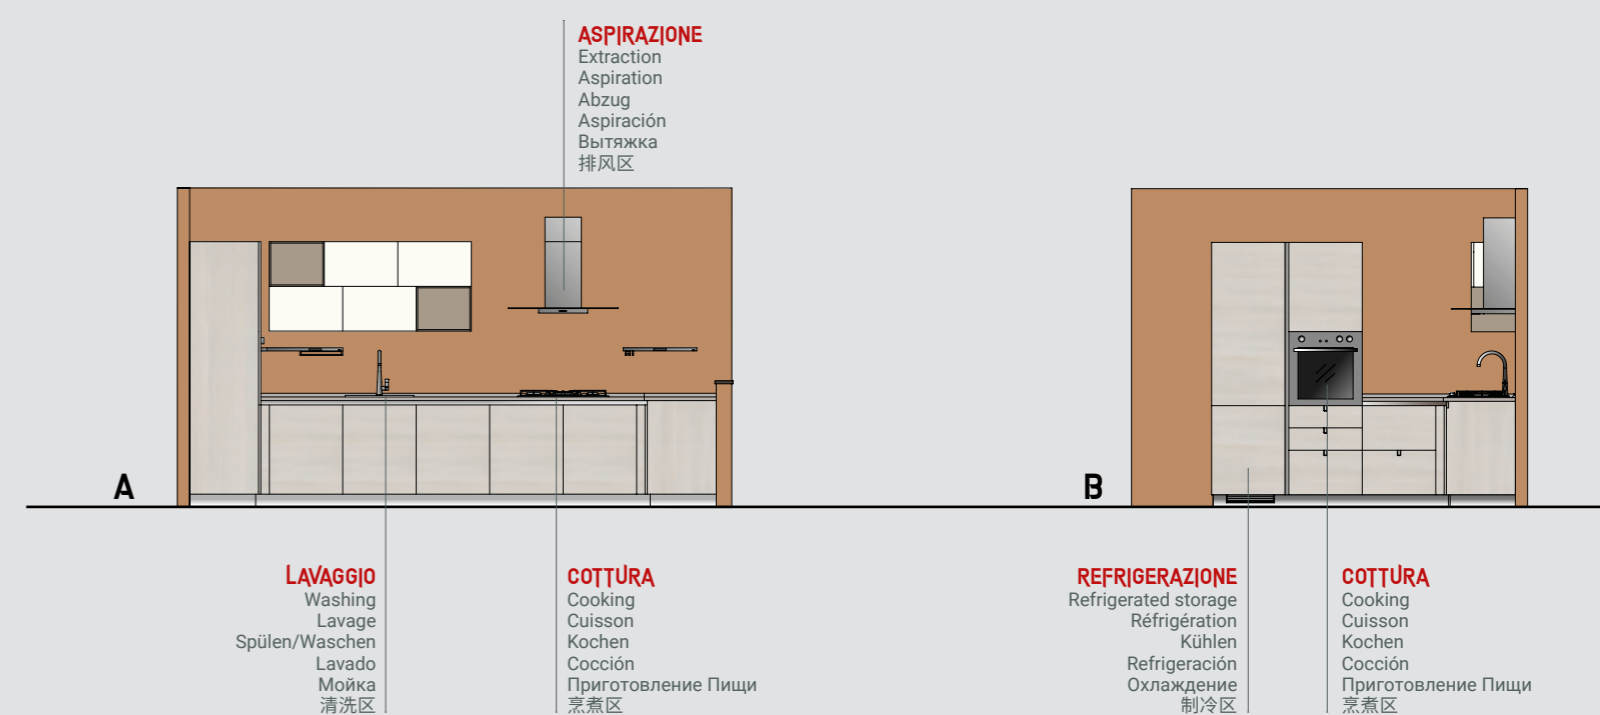 ASPIRAZIONE
Extraction
Aspiration
Abzug
Aspiración
Вытяжка
排风区
A
B
LAVAGGIO
Washing
Lavage
Spülen/Waschen
Lavado
Мойка
清洗区
COTTURA
Cooking
Cuisson
Kochen
Cocción
Приготовление Пищи
烹煮区
REFRIGERAZIONE
Refrigerated storage
Réfrigération
Kühlen
Refrigeración
Охлаждение
制冷区
COTTURA
Cooking
Cuisson
Kochen
Cocción
Приготовление Пищи
烹煮区